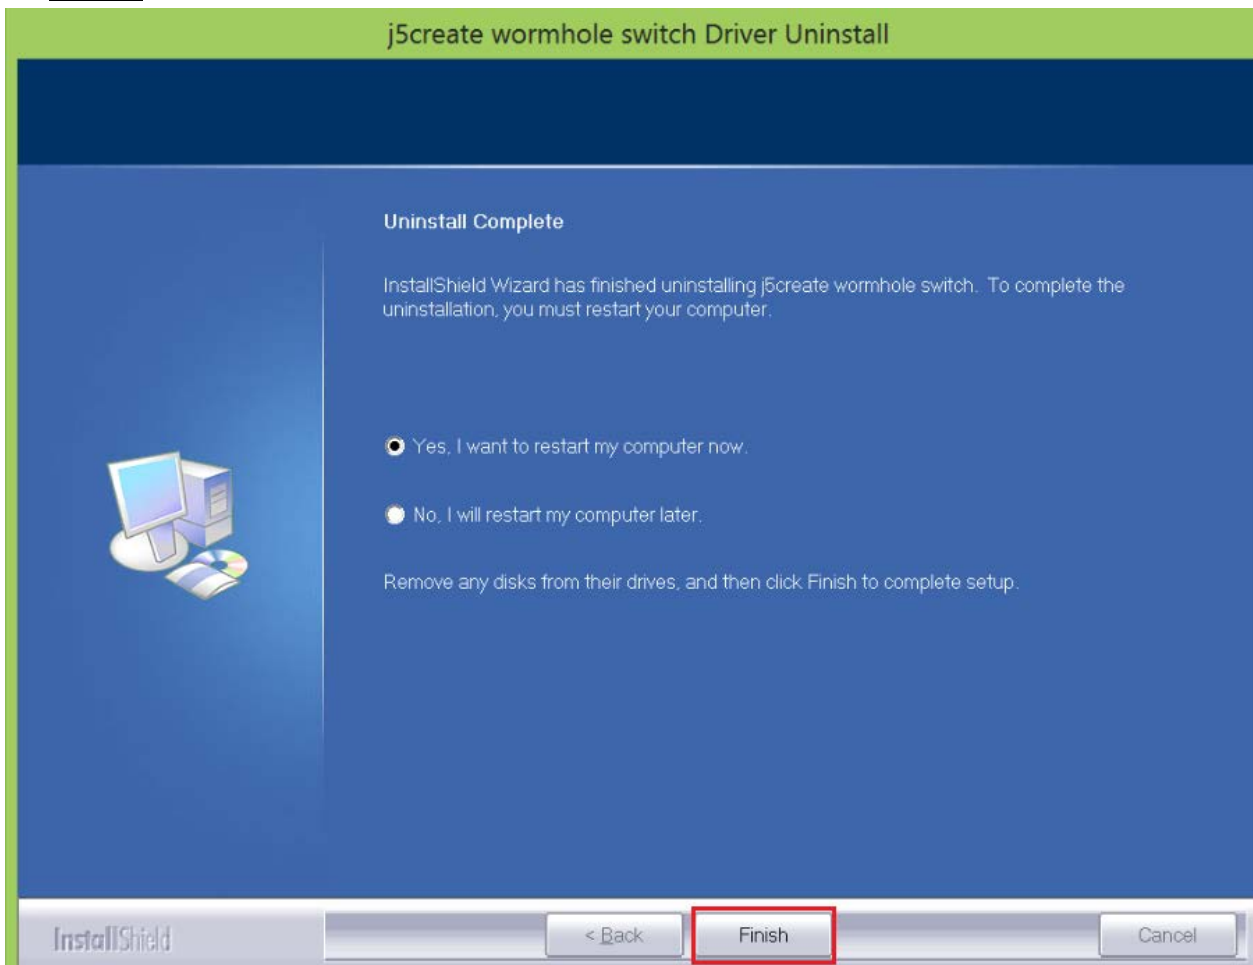 j5create wormhole switch Driver Uninstall
Uninstall Complete
InstallShield Wizard has finished uninstalling j5create wormhole switch. To complete the
uninstallation, you must restart your computer.
Yes, I want to restart my computer now.
No, I will restart my computer later.
Remove any disks from their drives, and then click Finish to complete setup.
InstallShield
< Back
Finish
Cancel